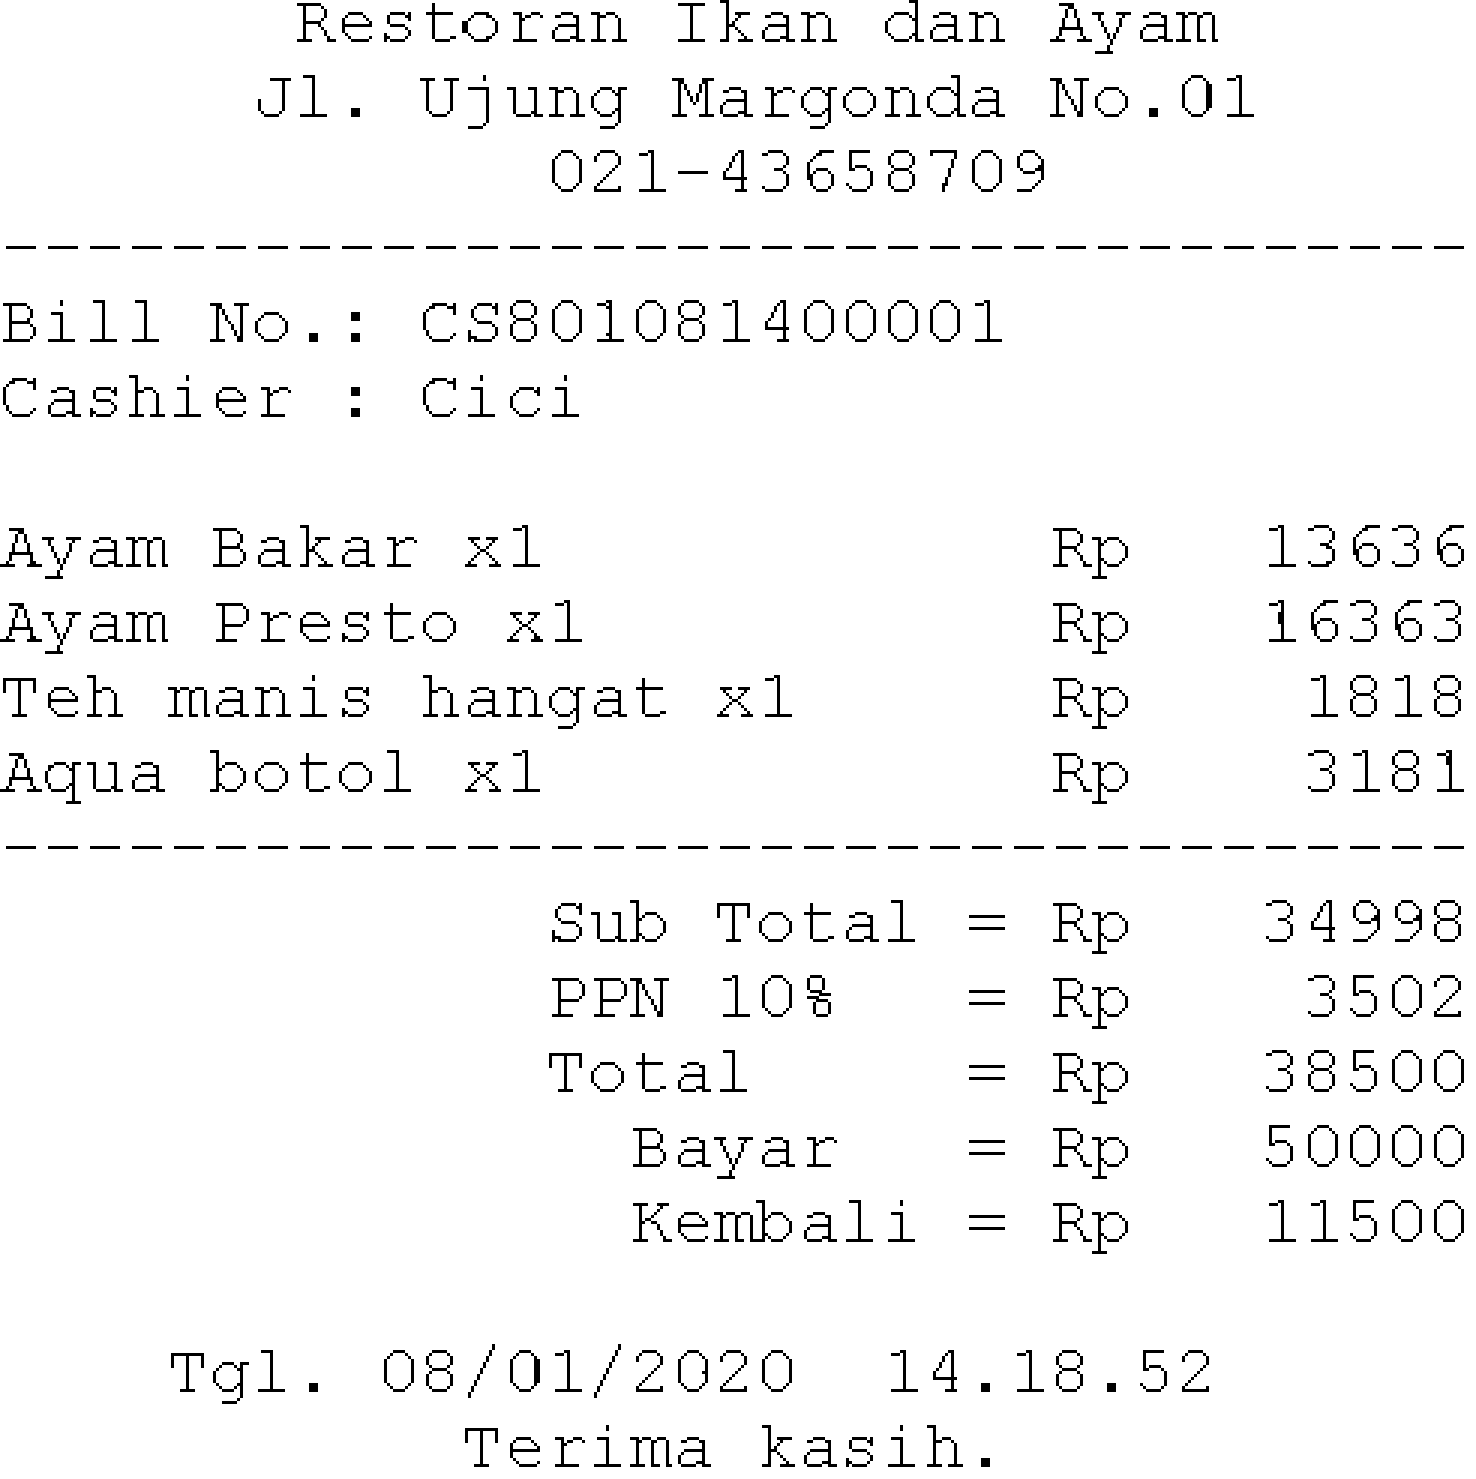 Restoran Ikan dan Ayam
Jl. Ujung Margonda No.01
021-43658709
-----------------------------------
Bill No.: CS801081400001
Cashier : Cici
Ayam Bakar x1 Rp 13636
Ayam Presto x1 Rp 16363
Teh manis hangat x1 Rp 1818
Aqua botol x1 Rp 3181
-----------------------------------
Sub Total = Rp 34998
PPN 10% = Rp 3502
Total = Rp 38500
Bayar = Rp 50000
Kembali = Rp 11500
Tgl. 08/01/2020 14.18.52
Terima kasih.